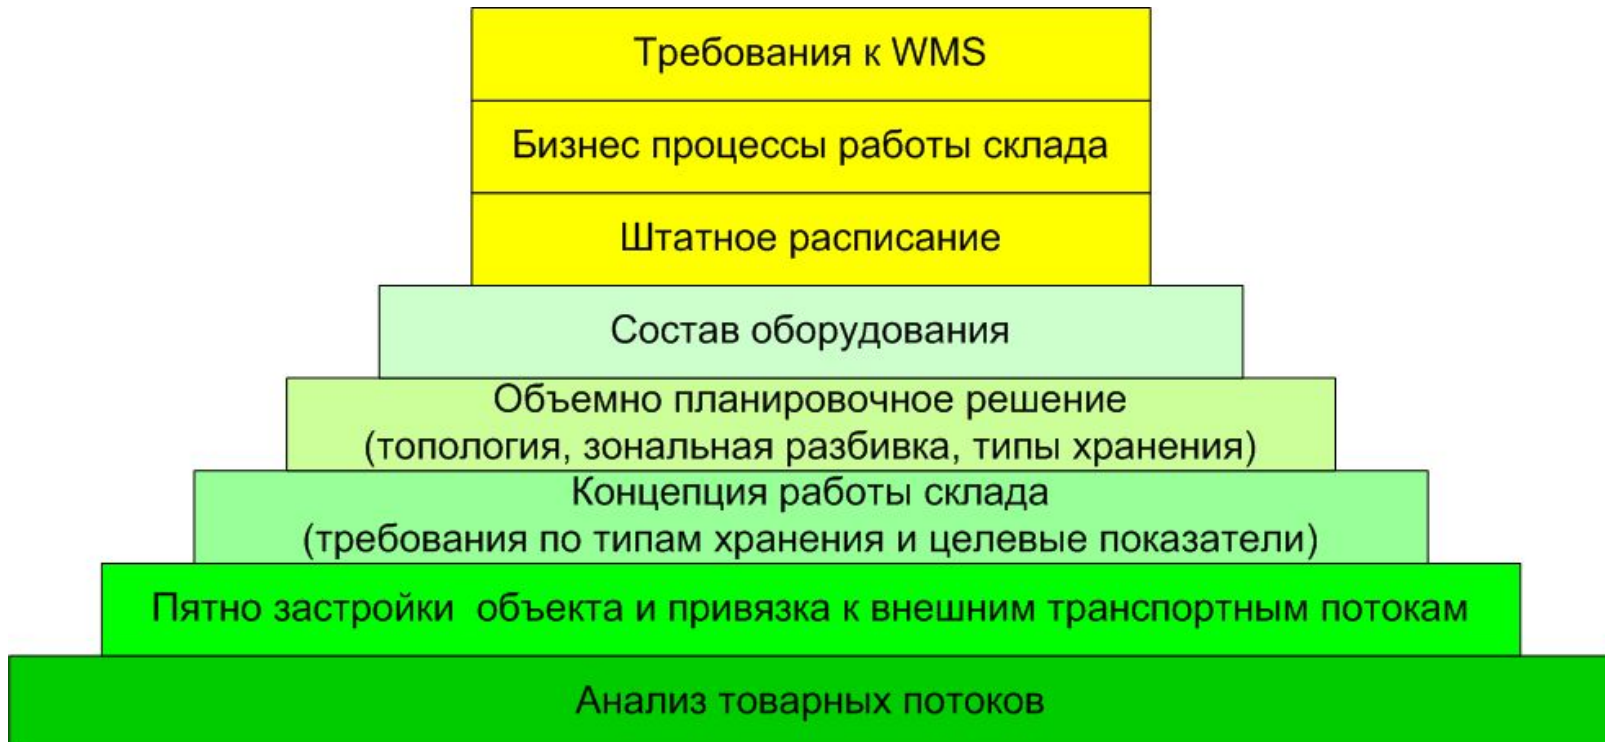 Требования к WMS
Бизнес процессы работы склада
Штатное расписание
Состав оборудования
Объемно планировочное решение
(топология, зональная разбивка, типы хранения)
Концепция работы склада
(требования по типам хранения и целевые показатели)
Пятно застройки  объекта и привязка к внешним транспортным потокам
Анализ товарных потоков